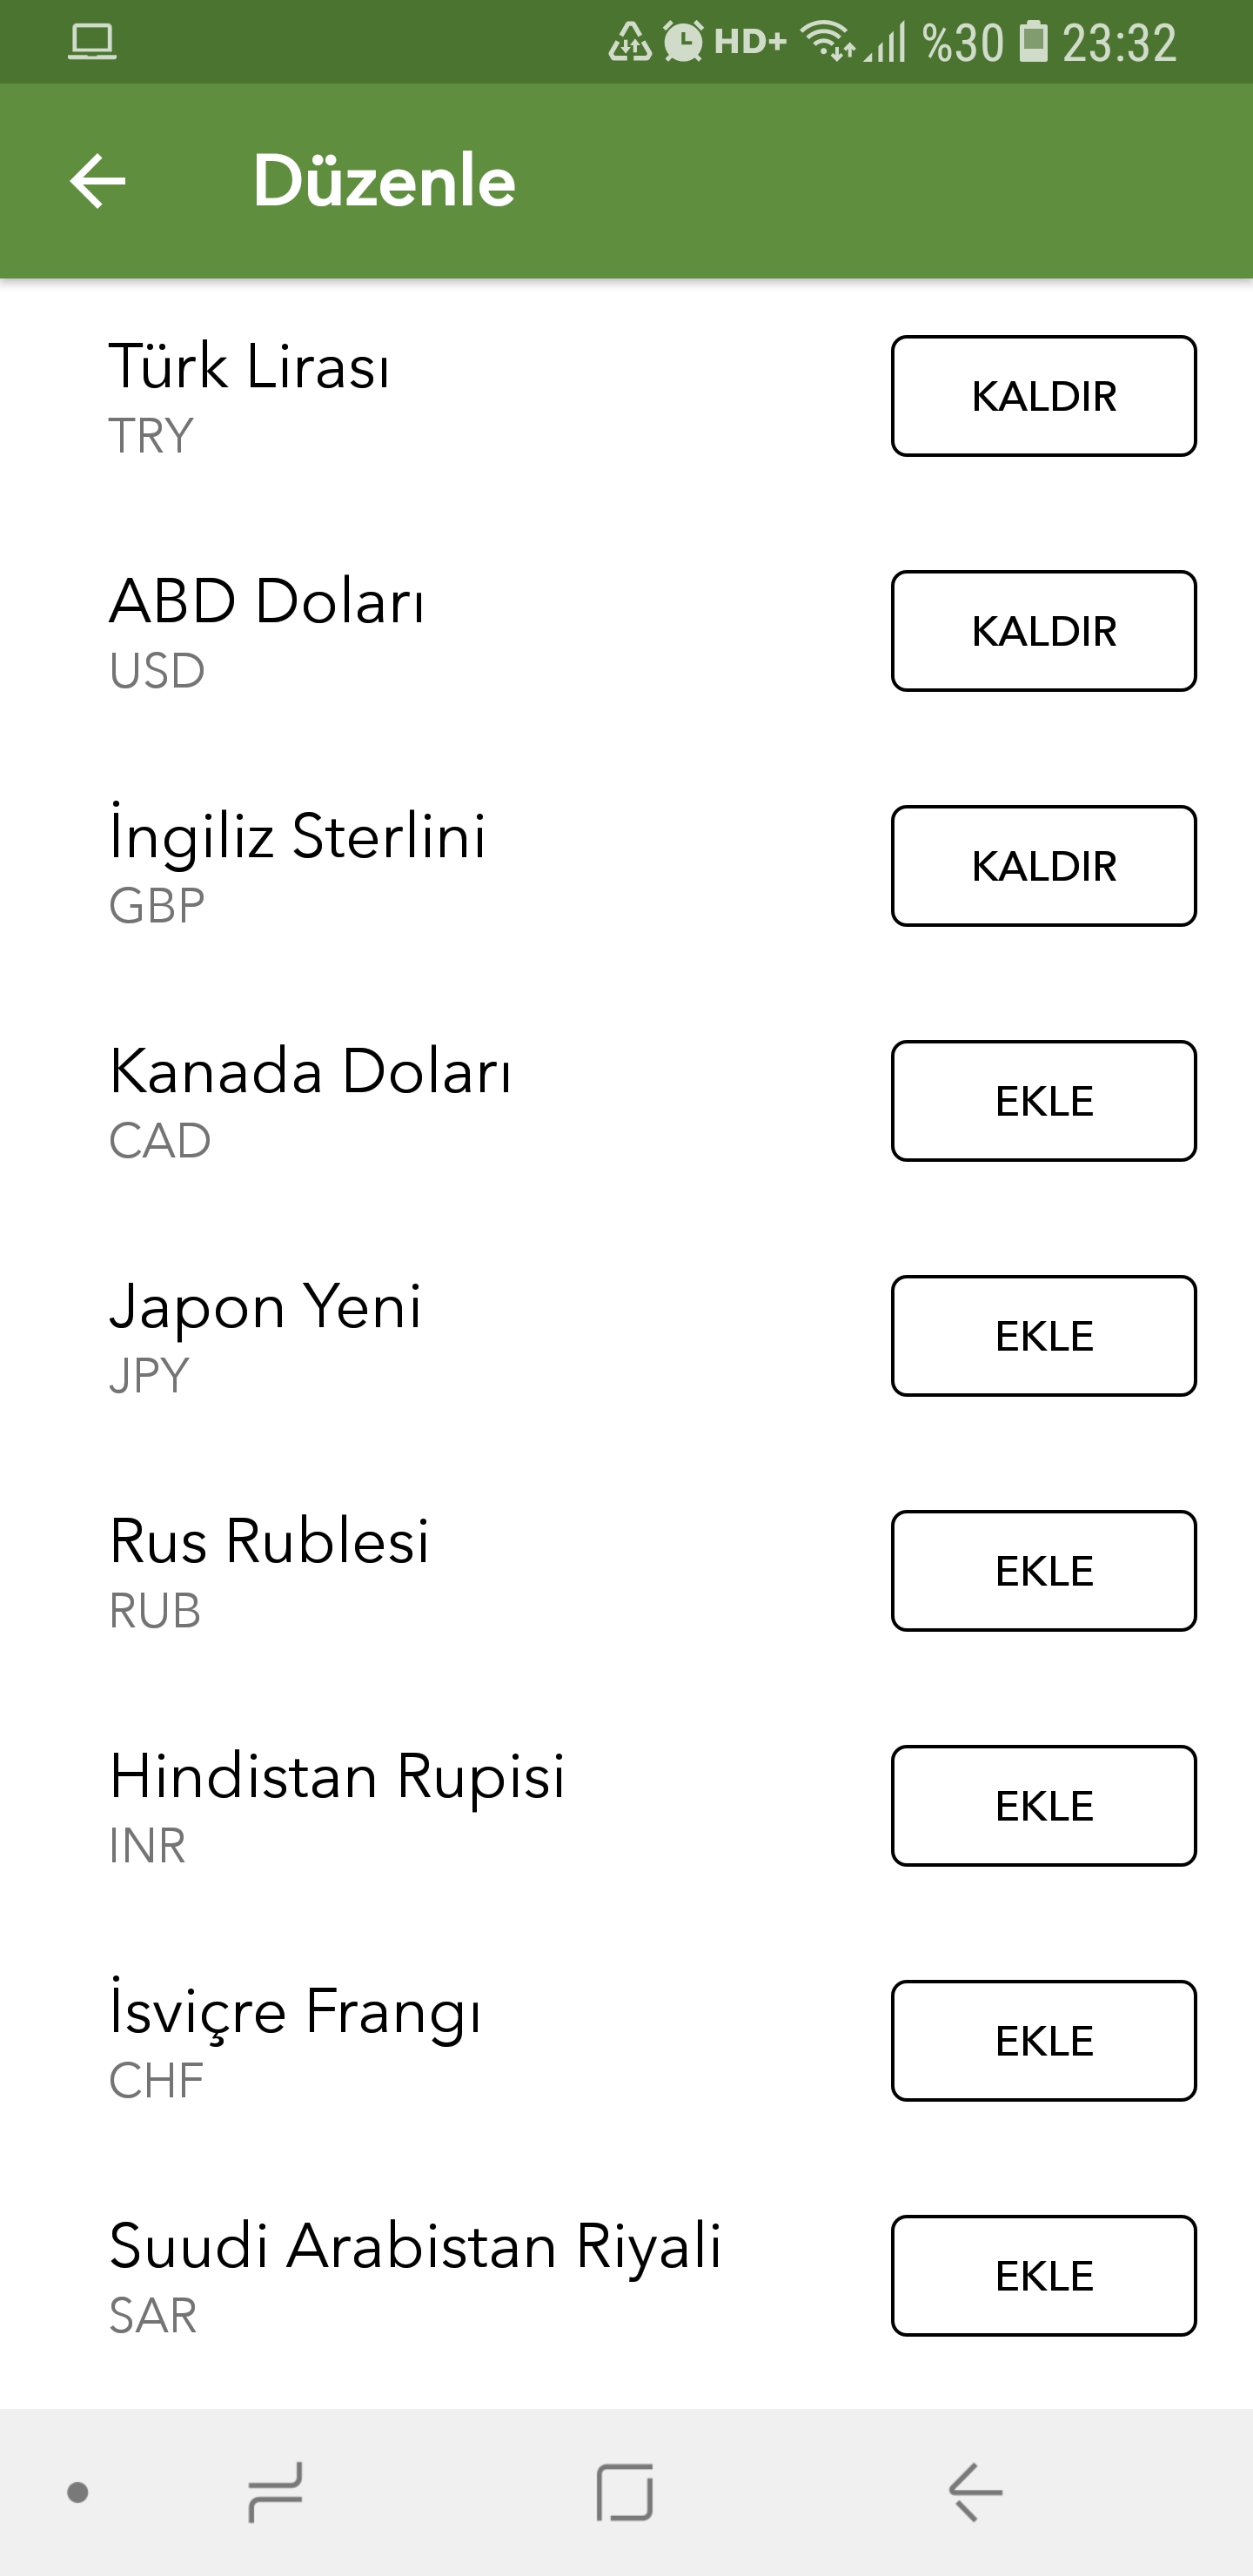 HD+ %30 23:32
Düzenle
Türk Lirası
TRY
KALDIR
ABD Doları
USD
KALDIR
İngiliz Sterlini
GBP
KALDIR
Kanada Doları
CAD
EKLE
Japon Yeni
JPY
EKLE
Rus Rublesi
RUB
EKLE
Hindistan Rupisi
INR
EKLE
İsviçre Frangı
CHF
EKLE
Suudi Arabistan Riyali
SAR
EKLE